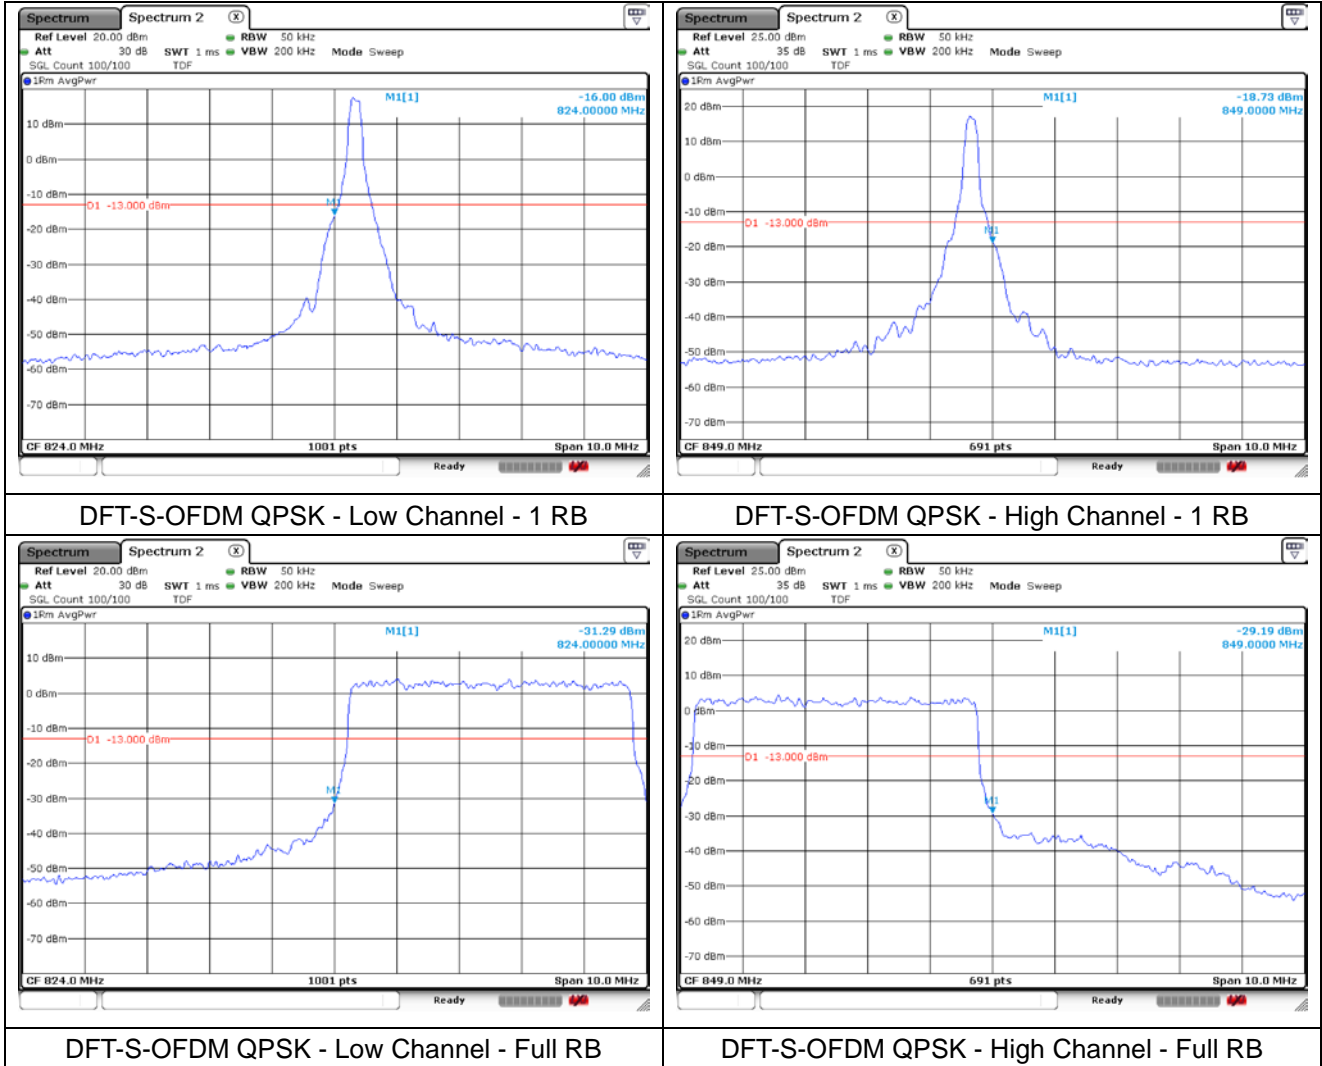 Spectrum Spectrum 2 X
Ref Level 20.00 dBm RBW 50 kHz
Att 30 dB SWT 1 ms VBW 200 kHz Mode Sweep
SGL Count 100/100 TDF
1Rm AvgPwr
M1[1] -16.00 dBm
824.00000 MHz
10 dBm
0 dBm
-10 dBm
M1
D1 -13.000 dBm
-20 dBm
-30 dBm
-40 dBm
-50 dBm
-60 dBm
-70 dBm
CF 824.0 MHz 1001 pts Span 10.0 MHz
Ready
DFT-S-OFDM QPSK - Low Channel - 1 RB
Spectrum Spectrum 2 X
Ref Level 25.00 dBm RBW 50 kHz
Att 35 dB SWT 1 ms VBW 200 kHz Mode Sweep
SGL Count 100/100 TDF
1Rm AvgPwr
M1[1] -18.73 dBm
849.0000 MHz
20 dBm
10 dBm
0 dBm
-10 dBm
D1 -13.000 dBm
M1
-20 dBm
-30 dBm
-40 dBm
-50 dBm
-60 dBm
-70 dBm
CF 849.0 MHz 691 pts Span 10.0 MHz
Ready
DFT-S-OFDM QPSK - High Channel - 1 RB
Spectrum Spectrum 2 X
Ref Level 20.00 dBm RBW 50 kHz
Att 30 dB SWT 1 ms VBW 200 kHz Mode Sweep
SGL Count 100/100 TDF
1Rm AvgPwr
M1[1] -31.29 dBm
824.00000 MHz
10 dBm
0 dBm
-10 dBm
D1 -13.000 dBm
-20 dBm
M1
-30 dBm
-40 dBm
-50 dBm
-60 dBm
-70 dBm
CF 824.0 MHz 1001 pts Span 10.0 MHz
Ready
DFT-S-OFDM QPSK - Low Channel - Full RB
Spectrum Spectrum 2 X
Ref Level 25.00 dBm RBW 50 kHz
Att 35 dB SWT 1 ms VBW 200 kHz Mode Sweep
SGL Count 100/100 TDF
1Rm AvgPwr
M1[1] -29.19 dBm
849.0000 MHz
20 dBm
10 dBm
0 dBm
-10 dBm
D1 -13.000 dBm
-20 dBm
M1
-30 dBm
-40 dBm
-50 dBm
-60 dBm
-70 dBm
CF 849.0 MHz 691 pts Span 10.0 MHz
Ready
DFT-S-OFDM QPSK - High Channel - Full RB